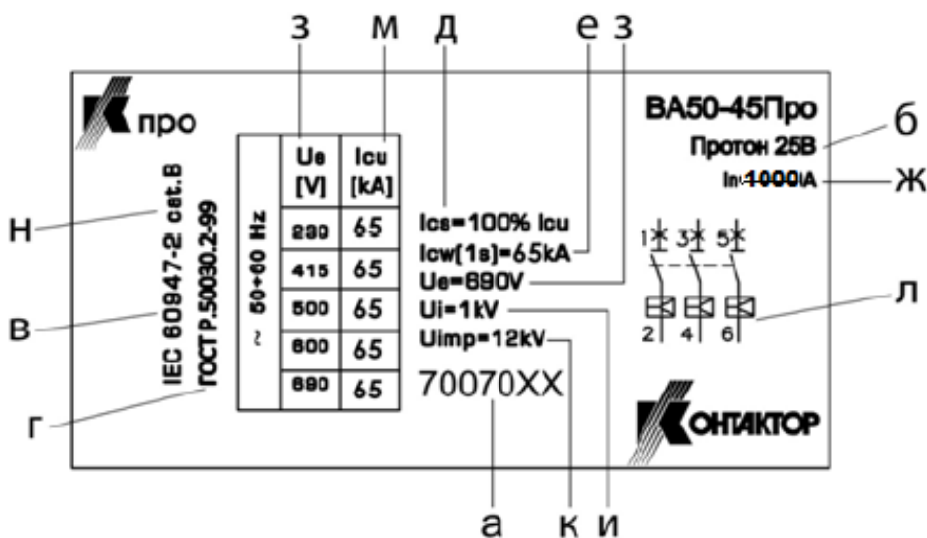 з м д е з
про
ВА50-45Про
Протон 25В
In=1000A
б
ж
н
в
г
IEC 60947-2 cat.B
ГОСТ Р.50030.2-99
~ 50+60 Hz
Ue [V] Icu [kA]
230 65
415 65
500 65
600 65
690 65
Ics=100% Icu
Icw(1s)=65kA
Ue=690V
Ui=1kV
Uimp=12kV
70070XX
1 3 5
2 4 6
л
КОНТАКТОР
а к и